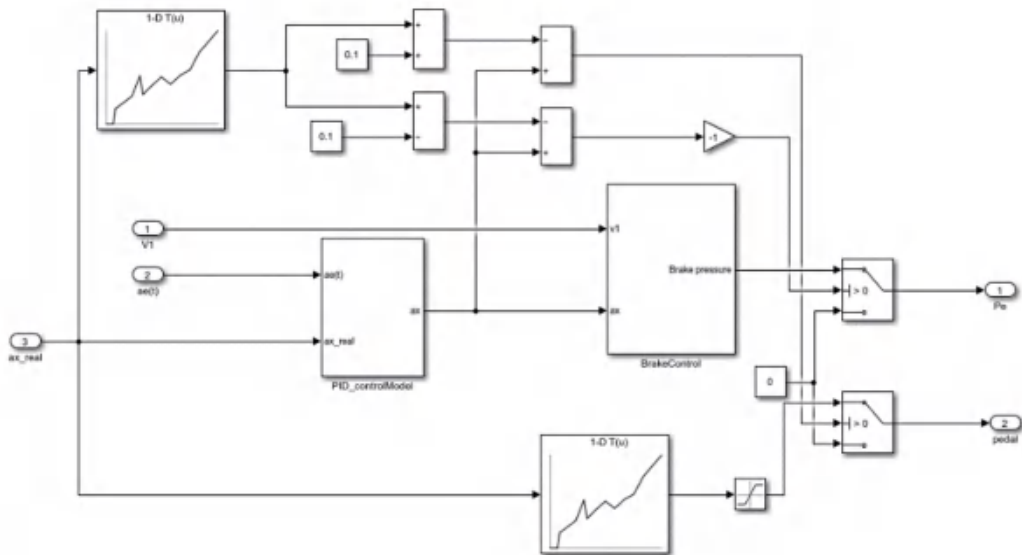 1-D T(u)
+
+
0.1
−
+
+
−
0.1
−
+
-1
1
V1
2
ae(t)
3
ax_real
ae(t)
ax_real
ax
PID_controlModel
v1
ax
Brake pressure
BrakeControl
> 0
1
Pe
0
> 0
2
pedal
1-D T(u)